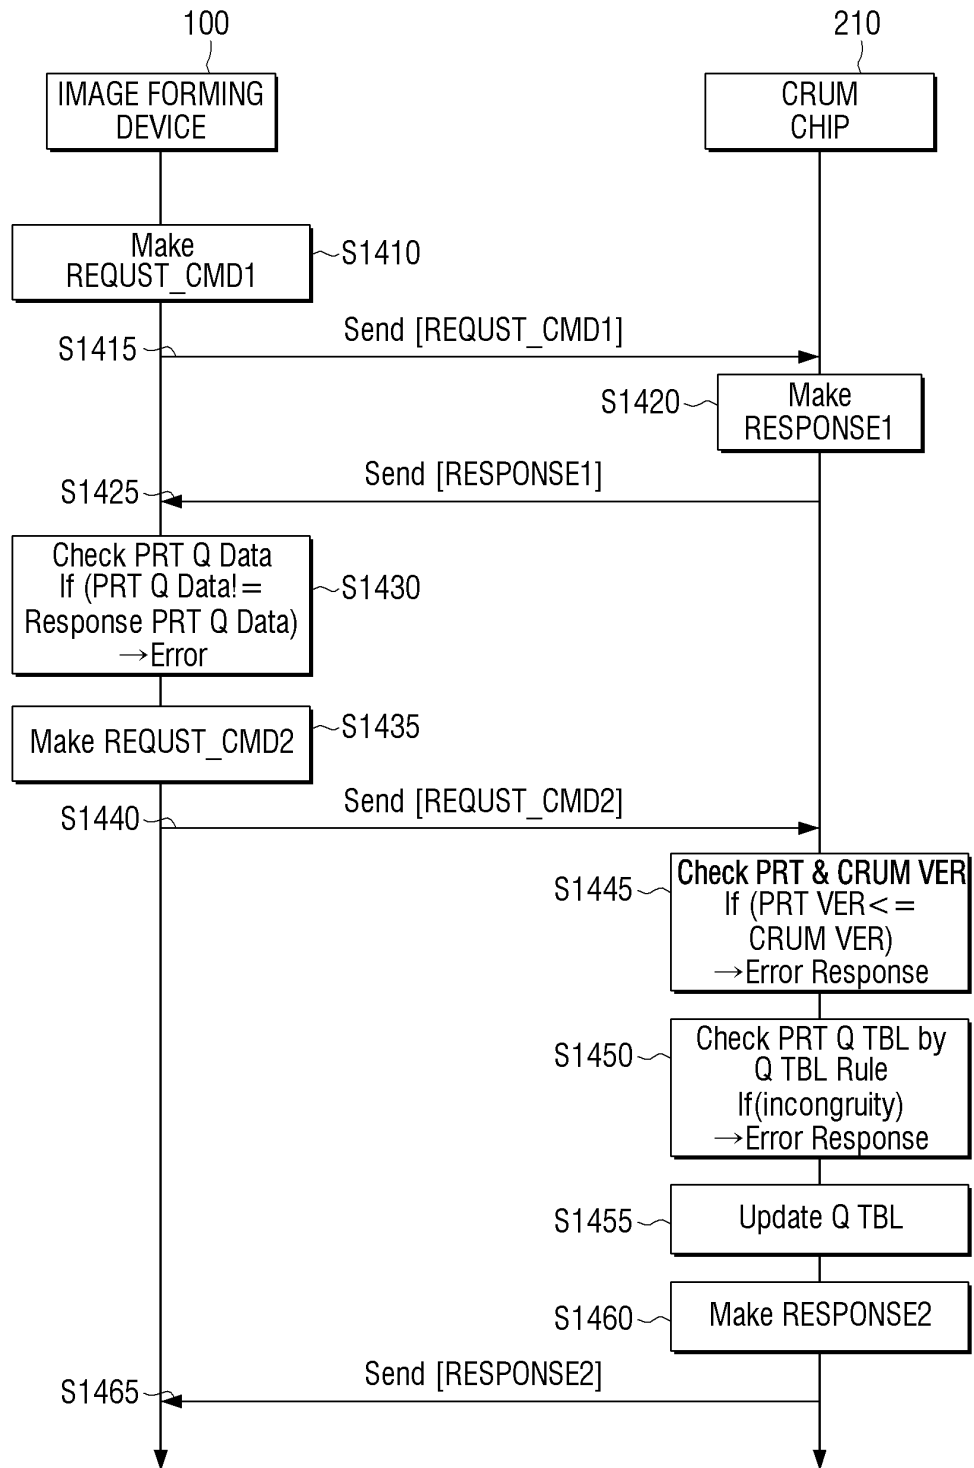 100
210
IMAGE FORMING
DEVICE
CRUM
CHIP
Make
REQUST_CMD1
S1410
Send [REQUST_CMD1]
S1415
Make
RESPONSE1
S1420
Send [RESPONSE1]
S1425
Check PRT Q Data
If (PRT Q Data!=
Response PRT Q Data)
→Error
S1430
Make REQUST_CMD2
S1435
Send [REQUST_CMD2]
S1440
Check PRT & CRUM VER
If (PRT VER<=
CRUM VER)
→Error Response
S1445
Check PRT Q TBL by
Q TBL Rule
If(incongruity)
→Error Response
S1450
Update Q TBL
S1455
Make RESPONSE2
S1460
Send [RESPONSE2]
S1465